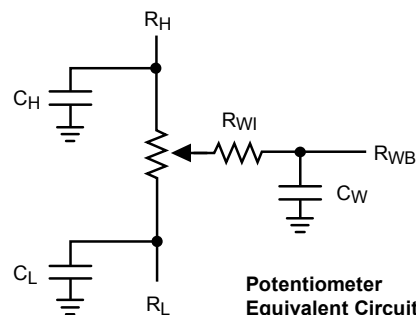 RH
CH
RWI
RWB
CW
CL
RL
Potentiometer
Equivalent Circuit